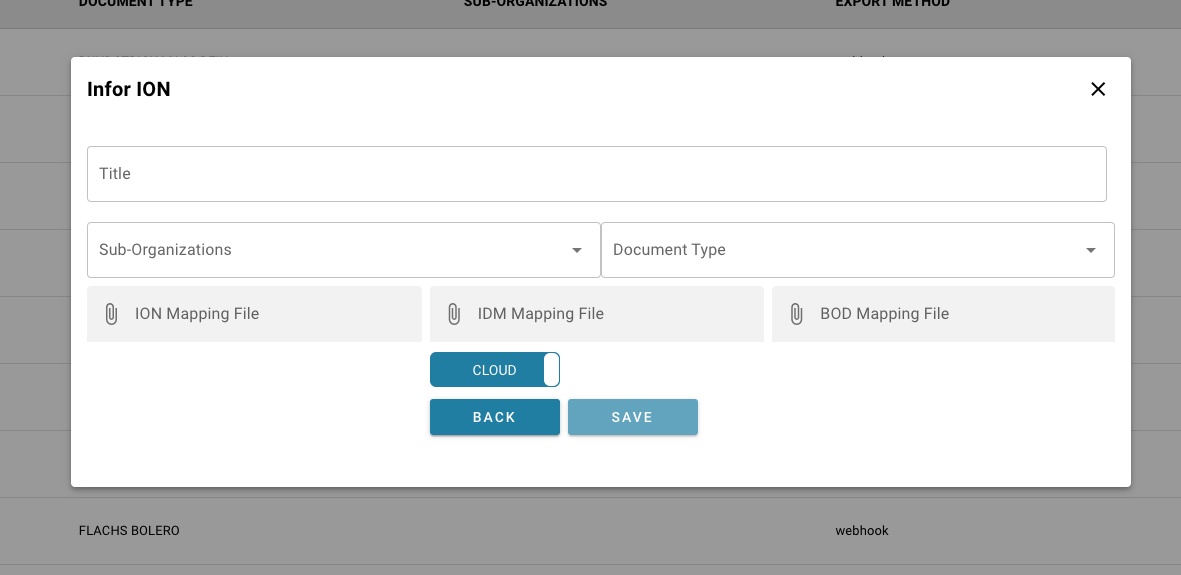 DOCUMENT TYPE SUB-ORGANIZATIONS EXPORT METHOD
Infor ION
Title
Sub-Organizations Document Type
ION Mapping File IDM Mapping File BOD Mapping File
CLOUD
BACK SAVE
FLACHS BOLERO webhook